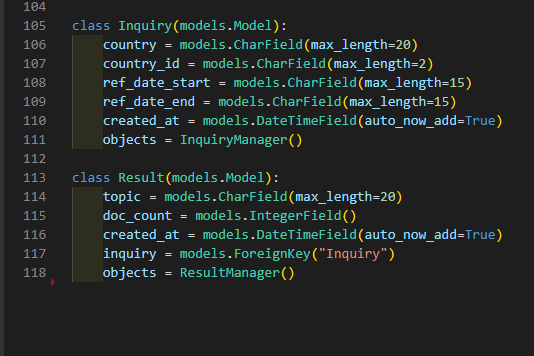 104
105 class Inquiry(models.Model):
106     country = models.CharField(max_length=20)
107     country_id = models.CharField(max_length=2)
108     ref_date_start = models.CharField(max_length=15)
109     ref_date_end = models.CharField(max_length=15)
110     created_at = models.DateTimeField(auto_now_add=True)
111     objects = InquiryManager()
112
113 class Result(models.Model):
114     topic = models.CharField(max_length=20)
115     doc_count = models.IntegerField()
116     created_at = models.DateTimeField(auto_now_add=True)
117     inquiry = models.ForeignKey("Inquiry")
118     objects = ResultManager()